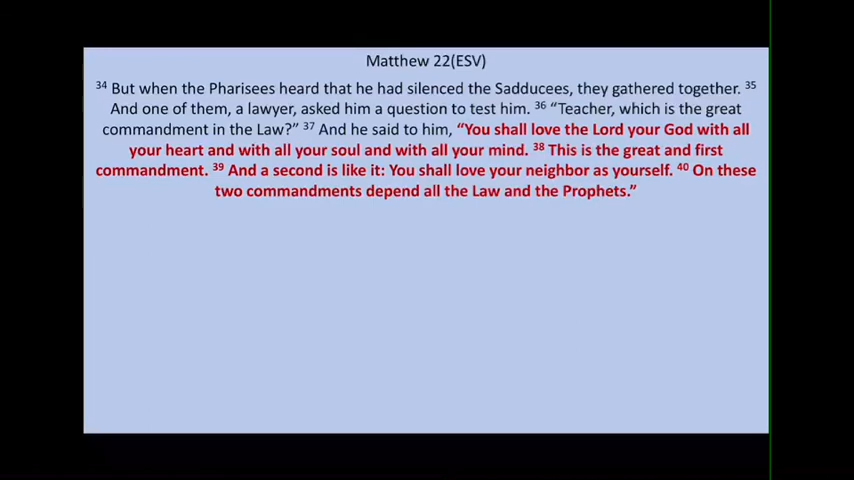 Matthew 22(ESV)
34 But when the Pharisees heard that he had silenced the Sadducees, they gathered together. 35
And one of them, a lawyer, asked him a question to test him. 36 “Teacher, which is the great
commandment in the Law?” 37 And he said to him, “You shall love the Lord your God with all
your heart and with all your soul and with all your mind. 38 This is the great and first
commandment. 39 And a second is like it: You shall love your neighbor as yourself. 40 On these
two commandments depend all the Law and the Prophets.”